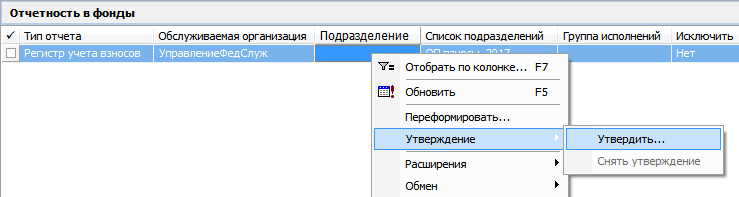 Отчетность в фонды
Тип отчета Обслуживаемая организация Подразделение Список подразделений Группа исполнений Исключить
Регистр учета взносов УправлениеФедСлуж 2017 Нет
Отобрать по колонке... F7
Обновить F5
Переформировать...
Утверждение Утвердить...
Снять утверждение
Расширения
Обмен